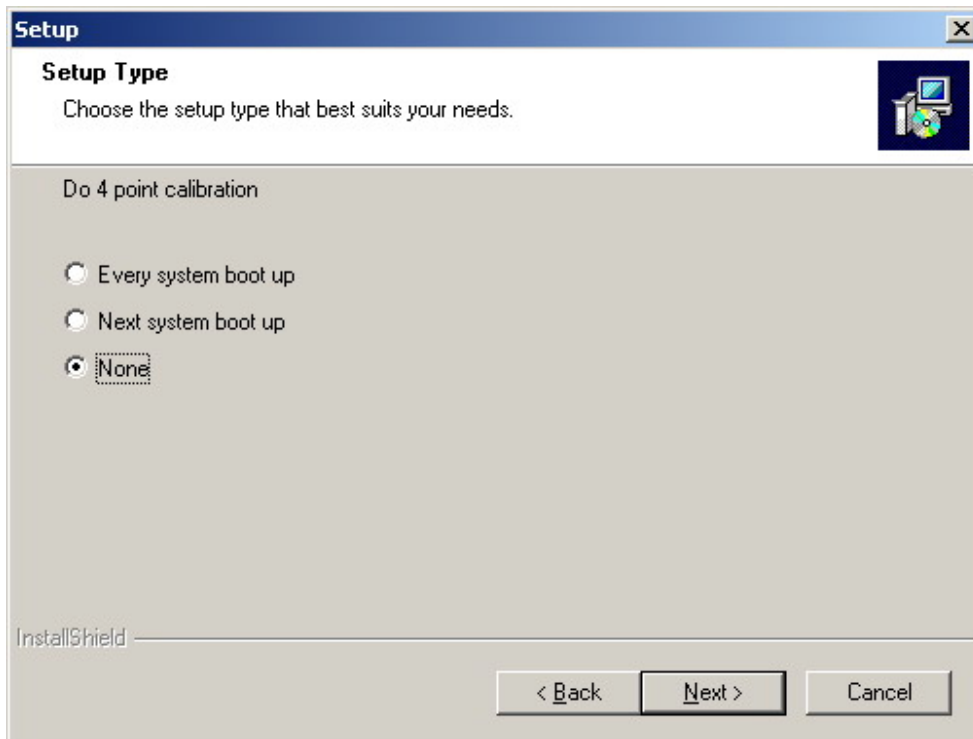 Setup
Setup Type
Choose the setup type that best suits your needs.
Do 4 point calibration
Every system boot up
Next system boot up
None
InstallShield
< Back Next > Cancel